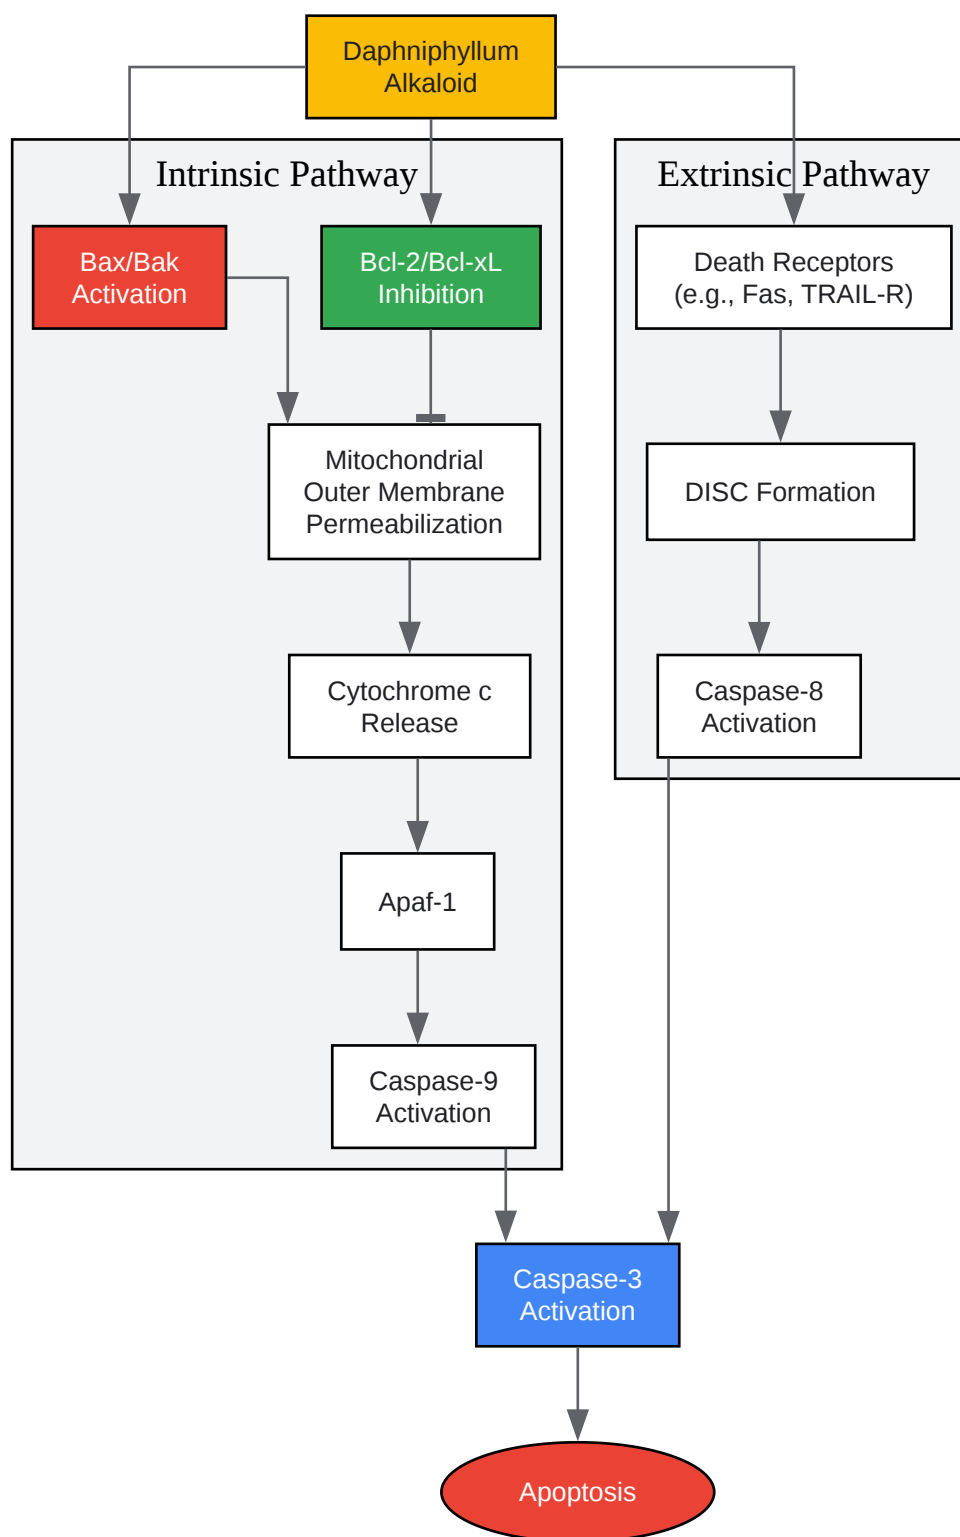 Daphniphyllum
Alkaloid
Intrinsic Pathway
Extrinsic Pathway
Bax/Bak
Activation
Bcl-2/Bcl-xL
Inhibition
Death Receptors
(e.g., Fas, TRAIL-R)
Mitochondrial
Outer Membrane
Permeabilization
DISC Formation
Cytochrome c
Release
Caspase-8
Activation
Apaf-1
Caspase-9
Activation
Caspase-3
Activation
Apoptosis